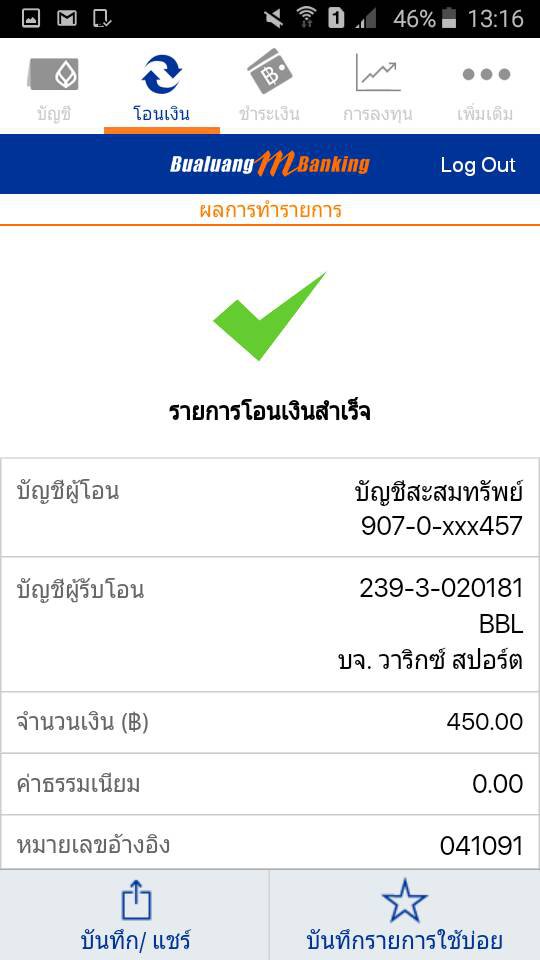 1
46%
13:16
บัญชี
โอนเงิน
ชำระเงิน
การลงทุน
เพิ่มเติม
Bualuang mBanking
Log Out
ผลการทำรายการ
รายการโอนเงินสำเร็จ
บัญชีผู้โอน
บัญชีสะสมทรัพย์
907-0-xxx457
บัญชีผู้รับโอน
239-3-020181
BBL
บจ. วาริกซ์ สปอร์ต
จำนวนเงิน (฿)
450.00
ค่าธรรมเนียม
0.00
หมายเลขอ้างอิง
041091
บันทึก/ แชร์
บันทึกรายการใช้บ่อย